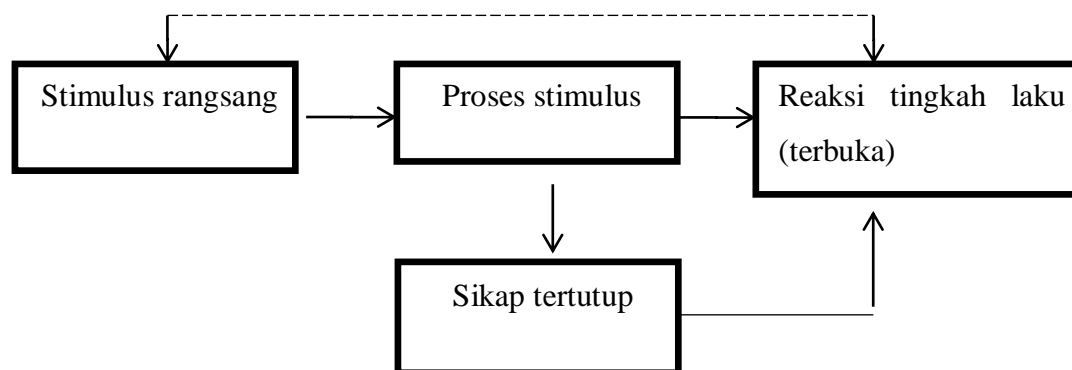 Stimulus rangsang
Proses stimulus
Reaksi tingkah laku
(terbuka)
Sikap tertutup